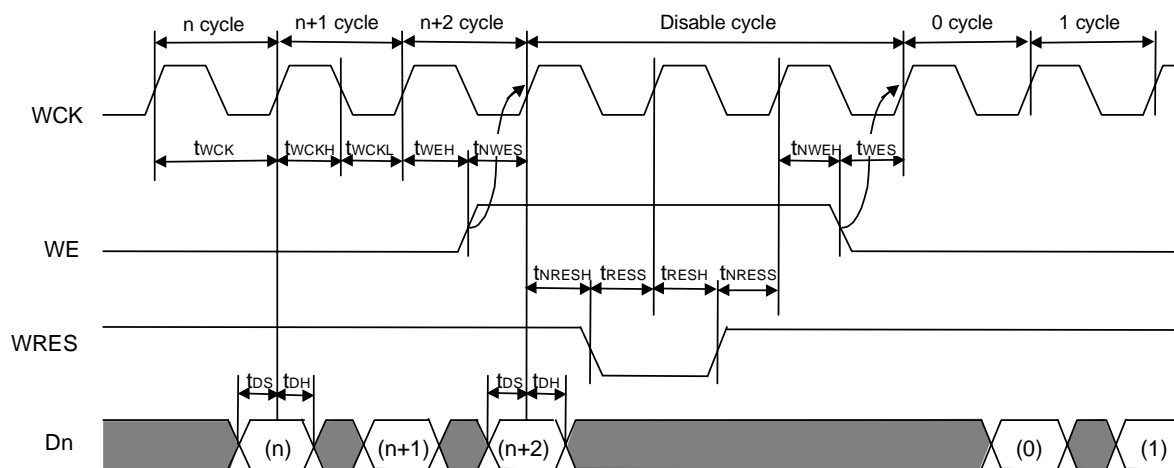 n cycle n+1 cycle n+2 cycle Disable cycle 0 cycle 1 cycle
WCK
tWCK tWCKH tWCKL tWEH tNWES tNWEH tWES
WE
tNRESH tRESS tRESH tNRESS
WRES
tDS tDH tDS tDH
Dn (n) (n+1) (n+2) (0) (1)